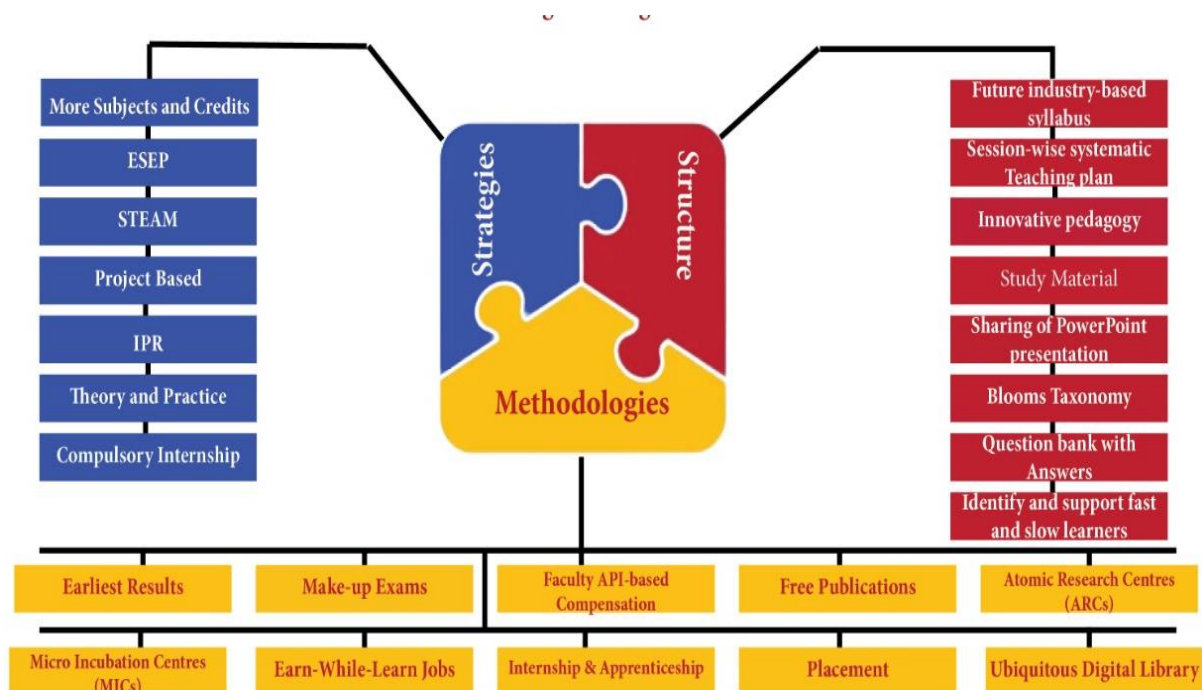 More Subjects and Credits
ESEP
STEAM
Project Based
IPR
Theory and Practice
Compulsory Internship
Strategies
Structure
Methodologies
Future industry-based
syllabus
Session-wise systematic
Teaching plan
Innovative pedagogy
Study Material
Sharing of PowerPoint
presentation
Blooms Taxonomy
Question bank with
Answers
Identify and support fast
and slow learners
Earliest Results
Make-up Exams
Faculty API-based
Compensation
Free Publications
Atomic Research Centres
(ARCs)
Micro Incubation Centres
(MICs)
Earn-While-Learn Jobs
Internship & Apprenticeship
Placement
Ubiquitous Digital Library